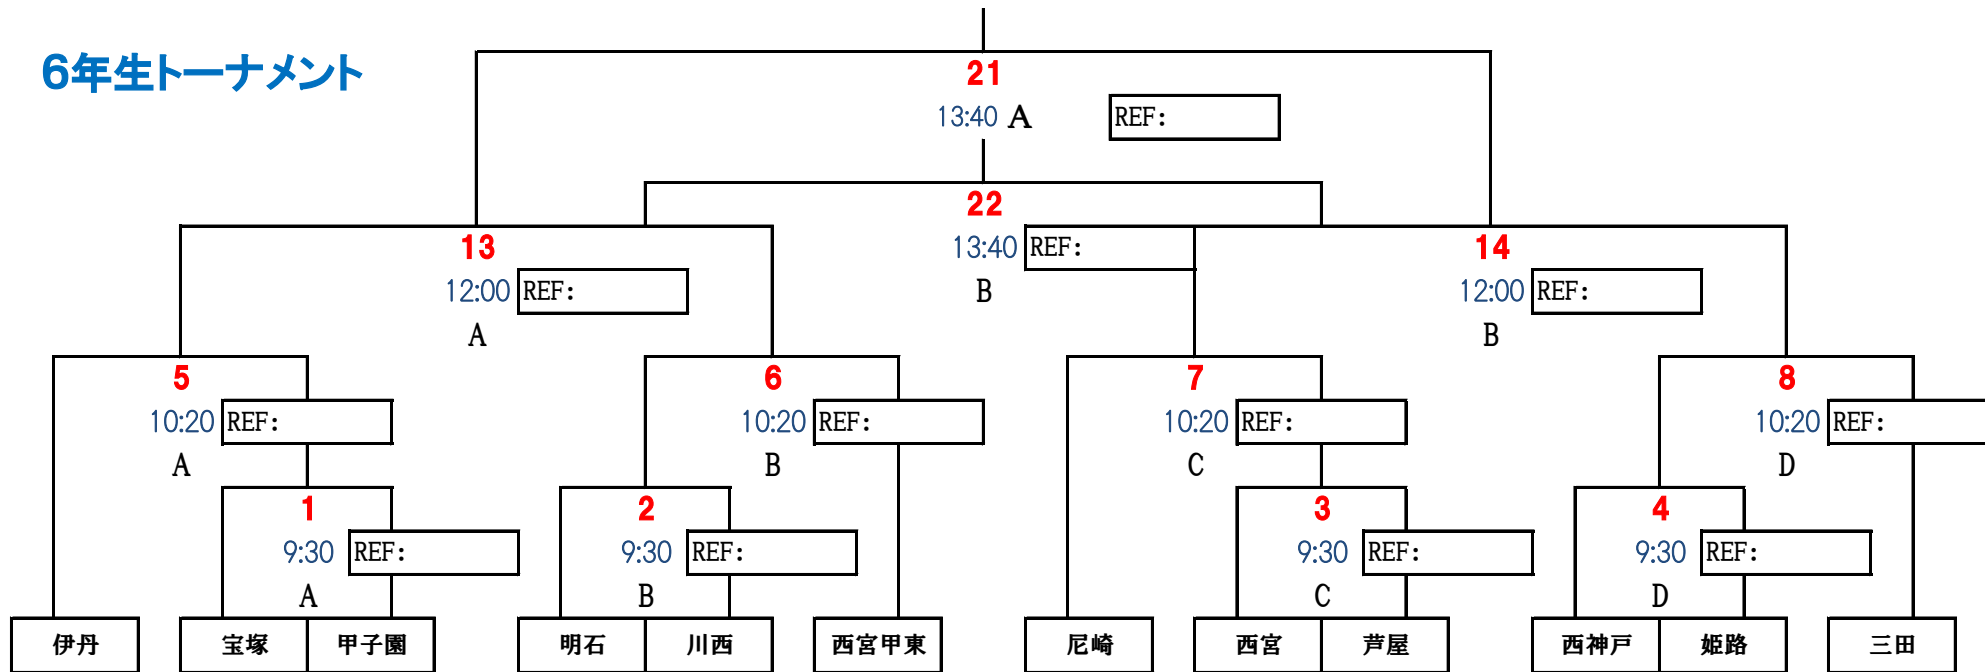 6年生トーナメント
21
13:40 A REF:
22
13:40 REF:
B
13
12:00 REF:
A
14
12:00 REF:
B
5
10:20 REF:
A
6
10:20 REF:
B
7
10:20 REF:
C
8
10:20 REF:
D
1
9:30 REF:
A
2
9:30 REF:
B
3
9:30 REF:
C
4
9:30 REF:
D
伊丹 宝塚 甲子園 明石 川西 西宮甲東 尼崎 西宮 芦屋 西神戸 姫路 三田